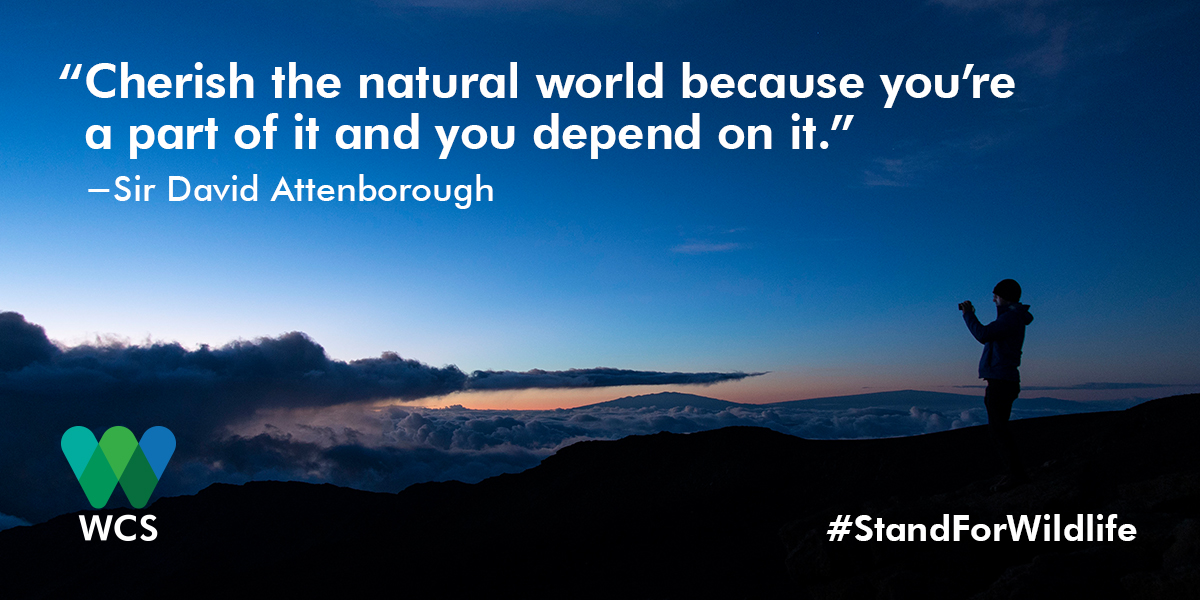 “Cherish the natural world because you’re
a part of it and you depend on it.”
—Sir David Attenborough
WCS
#StandForWildlife